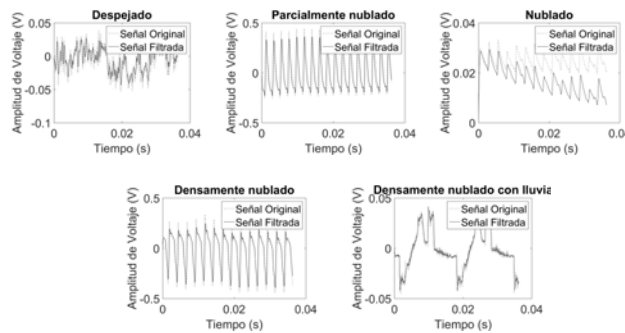 Despejado
Parcialmente nublado
Nublado
Amplitud de Voltaje (V)
0.05
0
-0.05
-0.1
Señal Original
Señal Filtrada
0
0.02
0.04
Tiempo (s)
Amplitud de Voltaje (V)
0.5
0
-0.5
Señal Original
Señal Filtrada
0
0.02
0.04
Tiempo (s)
Amplitud de Voltaje (V)
0.04
0.02
0
Señal Original
Señal Filtrada
0
0.02
0.04
Tiempo (s)
Densamente nublado
Densamente nublado con lluvia
Amplitud de Voltaje (V)
0.5
0
-0.5
Señal Original
Señal Filtrada
0
0.02
0.04
Tiempo (s)
Amplitud de Voltaje (V)
0.05
0
-0.05
Señal Original
Señal Filtrada
0
0.02
0.04
Tiempo (s)